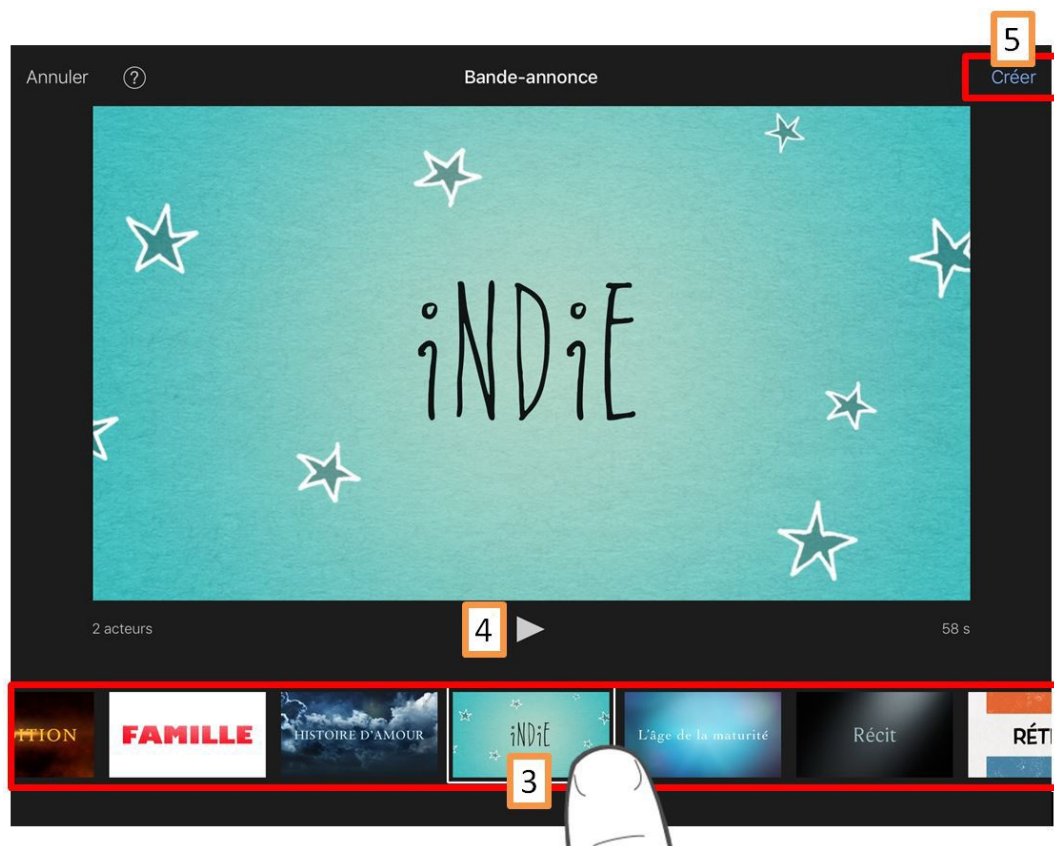 5
Annuler ? Bande-annonce Créer
iNDiE
2 acteurs 4 58 s
ITION FAMILLE HISTOIRE D'AMOUR iNDiE L'âge de la maturité Récit RÉT
3